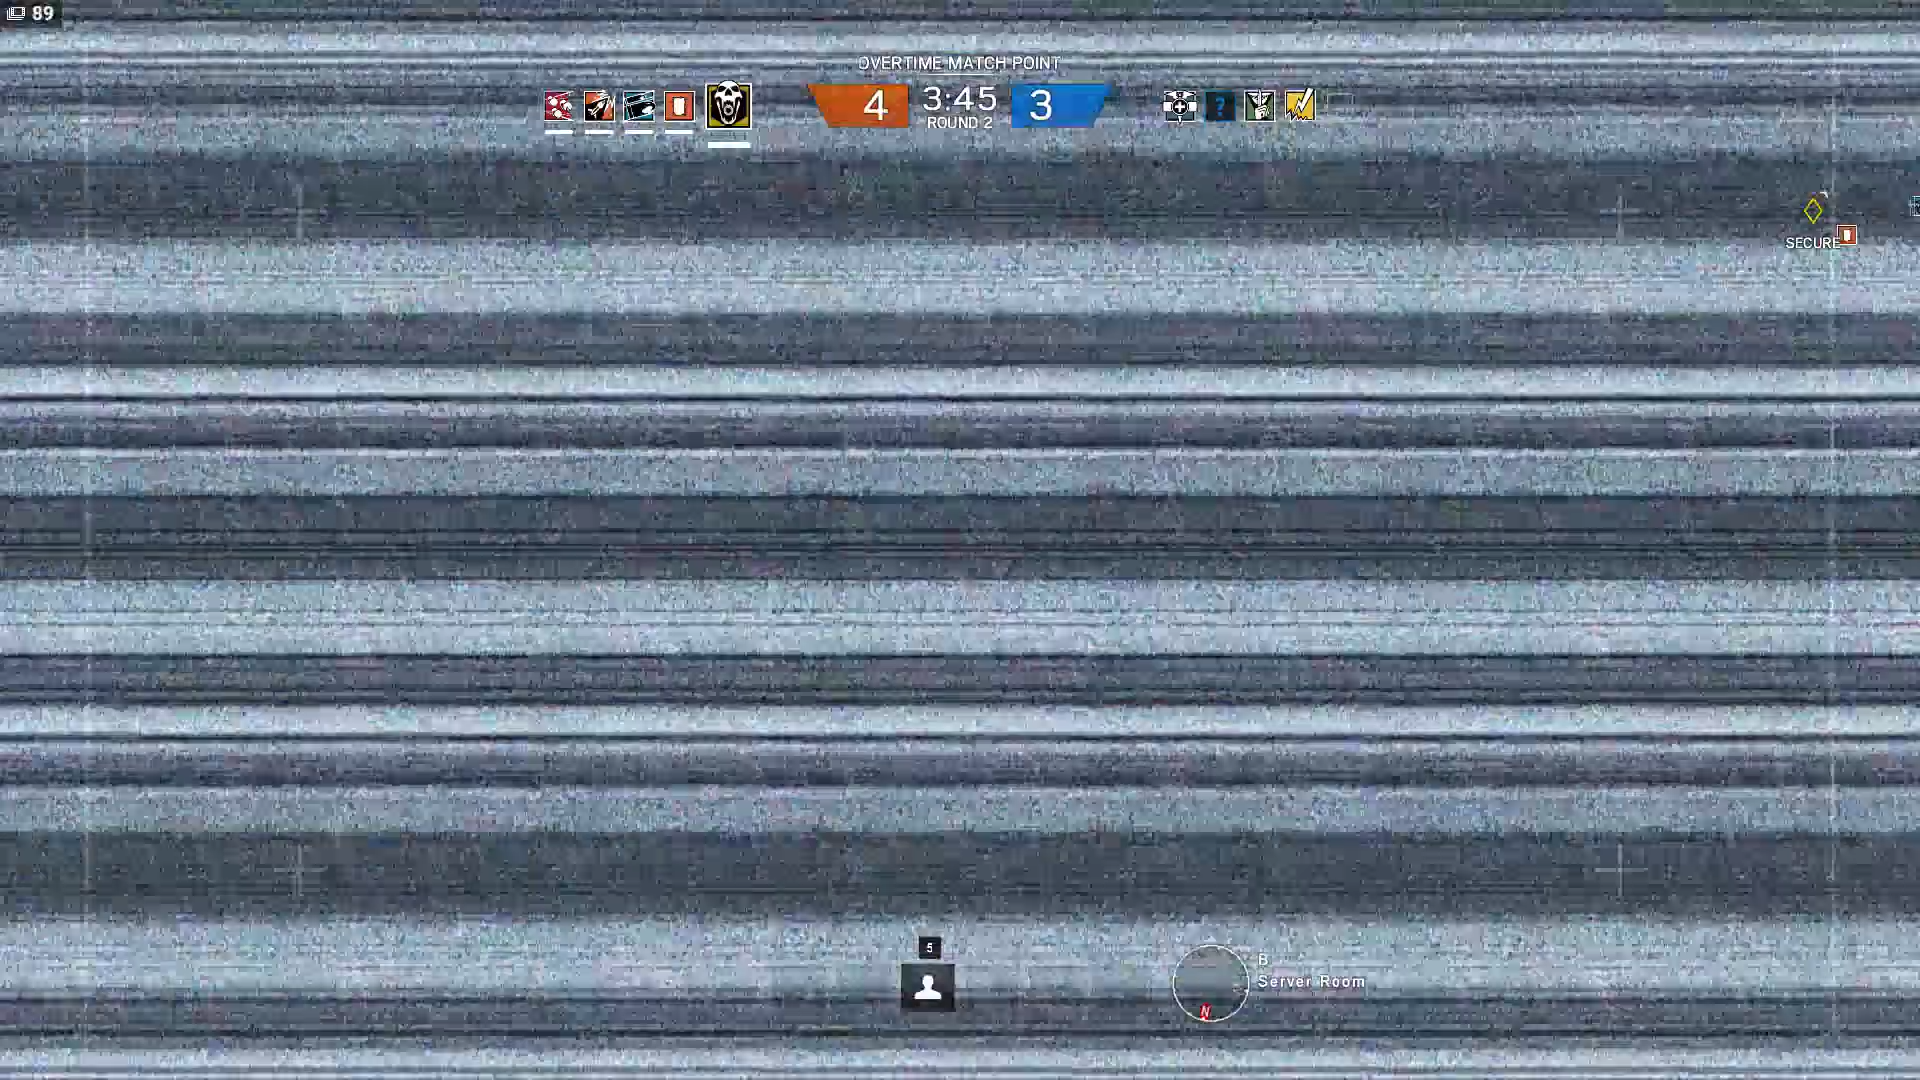 89
OVERTIME MATCH POINT
4 3:45 3
ROUND 2
?
SECURE
5
B
Server Room
N